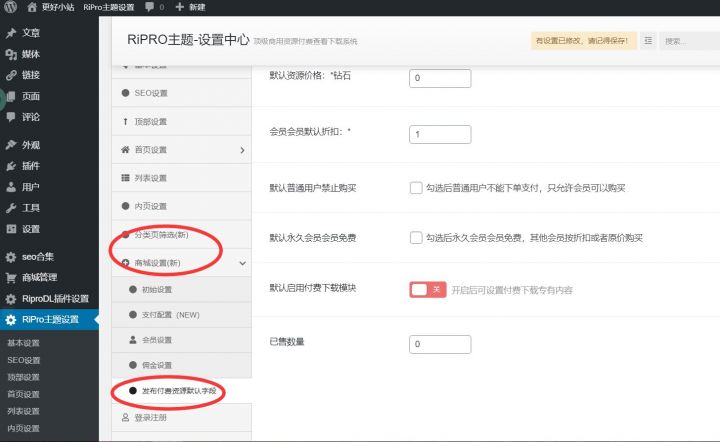 更好小站 RiPro主题设置 0 新建
文章
媒体
链接
页面
评论
外观
插件
用户
工具
设置
seo合集
商城管理
RiproDL插件设置
RiPro主题设置
基本设置
SEO设置
顶部设置
首页设置
列表设置
内页设置
RiPRO主题-设置中心 顶级商用资源付费查看下载系统
有设置已修改，请记得保存！
搜索...
基本设置
SEO设置
顶部设置
首页设置
列表设置
内页设置
分类页筛选(新)
商城设置(新)
初始设置
支付配置（NEW）
会员设置
佣金设置
发布付费资源默认字段
登录注册
默认资源价格：*钻石 0
会员会员默认折扣：* 1
默认普通用户禁止购买 勾选后普通用户不能下单支付，只允许会员可以购买
默认永久会员会员免费 勾选后永久会员会员免费，其他会员按折扣或者原价购买
默认启用付费下载模块 关 开启后可设置付费下载专有内容
已售数量 0